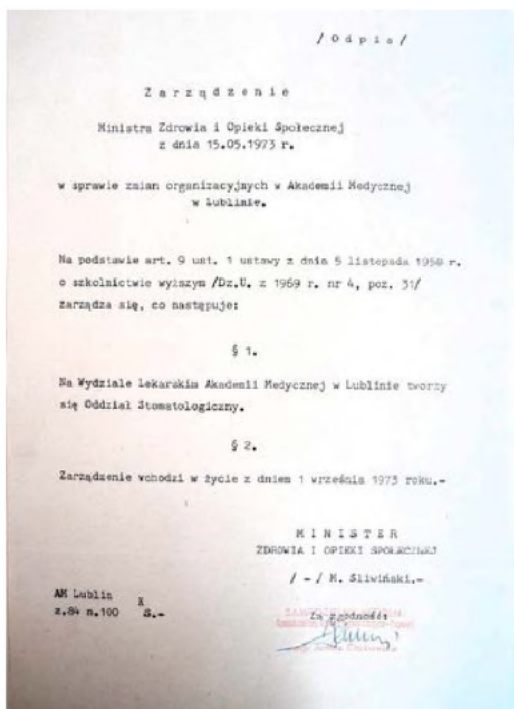 / O d p i s /
Z a r z ą d z e n i e
Ministra Zdrowia i Opieki Społecznej
z dnia 15.05.1973 r.
w sprawie zmian organizacyjnych w Akademii Medycznej
w Lublinie.
Na podstawie art. 9 ust. 1 ustawy z dnia 5 listopada 1958 r.
o szkolnictwie wyższym /Dz.U. z 1969 r. nr 4, poz. 31/
zarządza się, co następuje:
§ 1.
Na Wydziale Lekarskim Akademii Medycznej w Lublinie tworzy
się Oddział Stomatologiczny.
§ 2.
Zarządzenie wchodzi w życie z dniem 1 września 1973 roku.-
M I N I S T E R
ZDROWIA I OPIEKI SPOŁECZNEJ
/ - / M. Śliwiński.-
AM Lublin
z.84 n.100 S.-
Za zgodność: